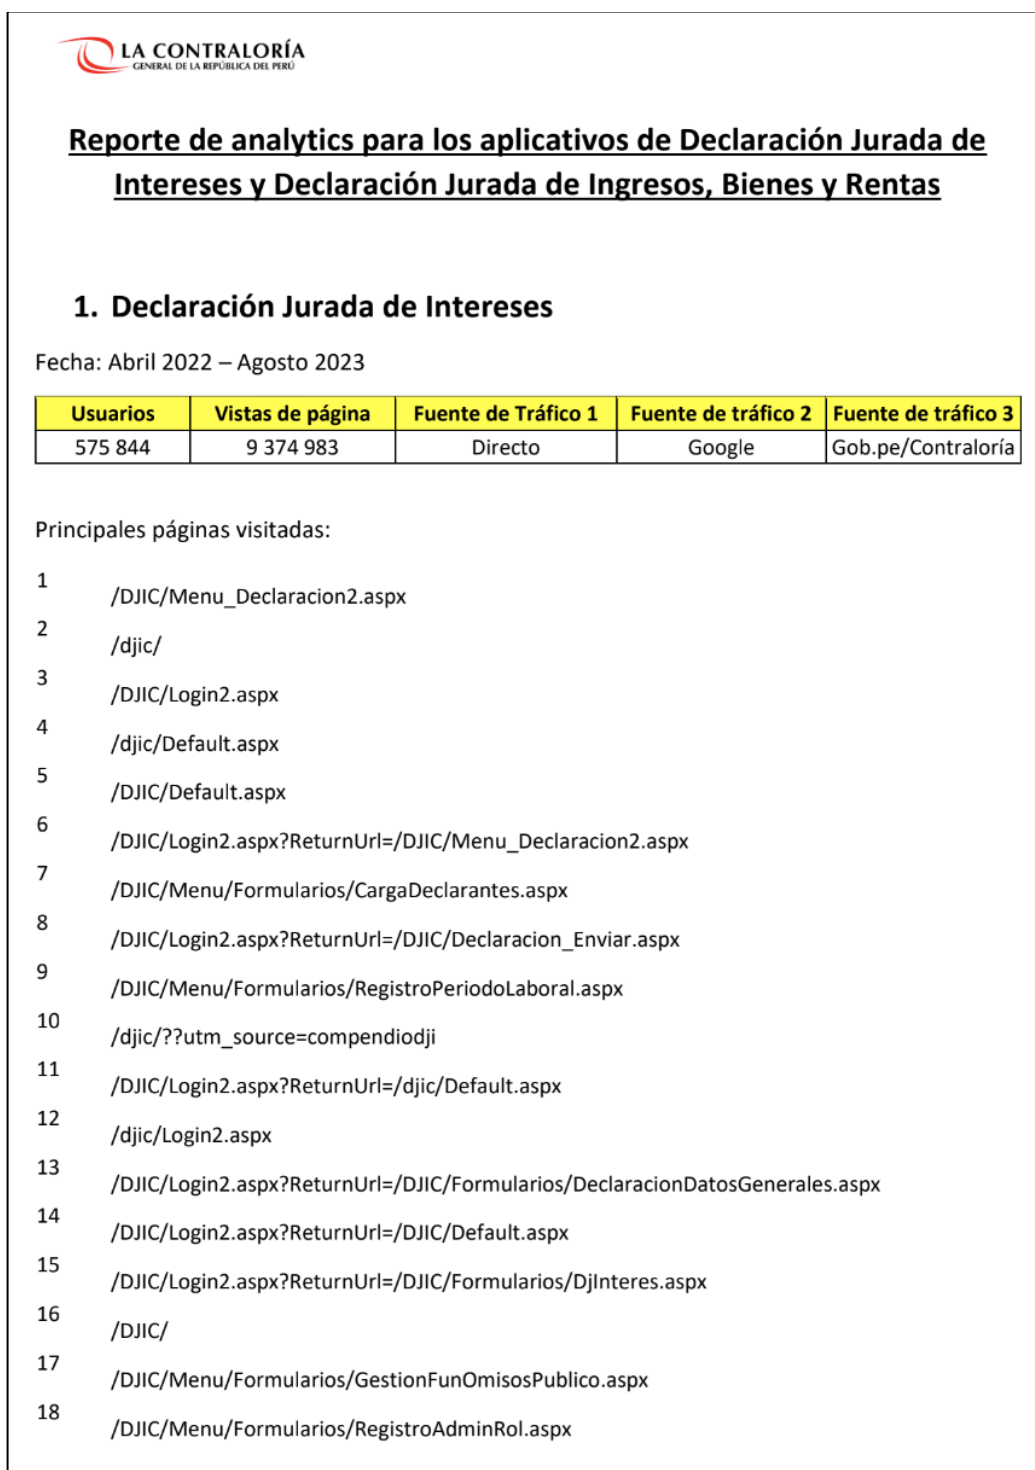 LA CONTRALORÍA
GENERAL DE LA REPÚBLICA DEL PERÚ
Reporte de analytics para los aplicativos de Declaración Jurada de
Intereses y Declaración Jurada de Ingresos, Bienes y Rentas
1. Declaración Jurada de Intereses
Fecha: Abril 2022 – Agosto 2023
Usuarios Vistas de página Fuente de Tráfico 1 Fuente de tráfico 2 Fuente de tráfico 3
575 844 9 374 983 Directo Google Gob.pe/Contraloría
Principales páginas visitadas:
1 /DJIC/Menu_Declaracion2.aspx
2 /djic/
3 /DJIC/Login2.aspx
4 /djic/Default.aspx
5 /DJIC/Default.aspx
6 /DJIC/Login2.aspx?ReturnUrl=/DJIC/Menu_Declaracion2.aspx
7 /DJIC/Menu/Formularios/CargaDeclarantes.aspx
8 /DJIC/Login2.aspx?ReturnUrl=/DJIC/Declaracion_Enviar.aspx
9 /DJIC/Menu/Formularios/RegistroPeriodoLaboral.aspx
10 /djic/??utm_source=compendiodji
11 /DJIC/Login2.aspx?ReturnUrl=/djic/Default.aspx
12 /djic/Login2.aspx
13 /DJIC/Login2.aspx?ReturnUrl=/DJIC/Formularios/DeclaracionDatosGenerales.aspx
14 /DJIC/Login2.aspx?ReturnUrl=/DJIC/Default.aspx
15 /DJIC/Login2.aspx?ReturnUrl=/DJIC/Formularios/DjInteres.aspx
16 /DJIC/
17 /DJIC/Menu/Formularios/GestionFunOmisosPublico.aspx
18 /DJIC/Menu/Formularios/RegistroAdminRol.aspx